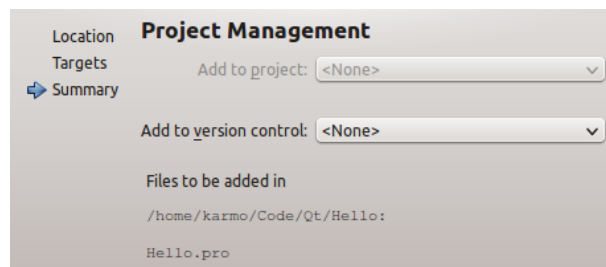 Location
Targets
Summary
Project Management
Add to project: <None>
Add to version control: <None>
Files to be added in
/home/karmo/Code/Qt/Hello:
Hello.pro